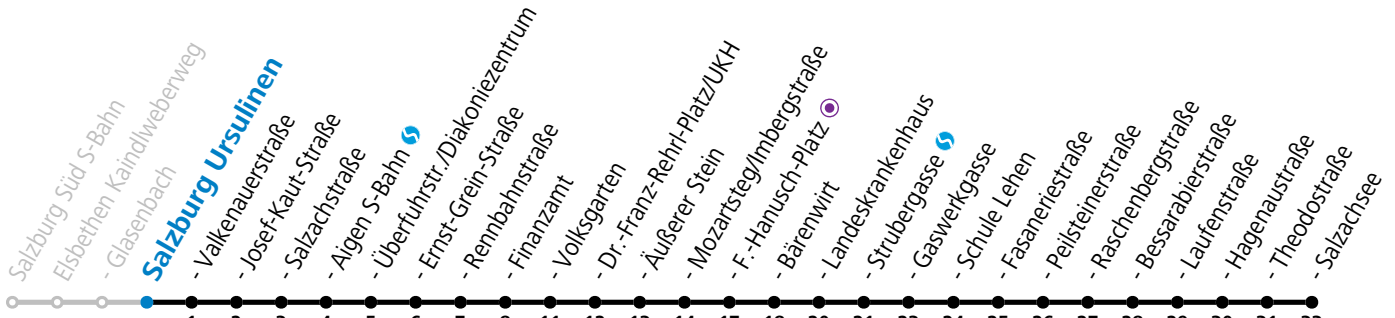 Salzburg Süd S-Bahn
Elsbethen Kaindlweberweg
- Glasenbach
Salzburg Ursulinen
- Valkenauerstraße
- Josef-Kaut-Straße
- Salzachstraße
- Aigen S-Bahn
- Überfuhrstr./Diakoniezentrum
- Ernst-Grein-Straße
- Rennbahnstraße
- Finanzamt
- Volksgarten
- Dr.-Franz-Rehrl-Platz/UKH
- Äußerer Stein
- Mozartsteg/Imbergstraße
- F.-Hanusch-Platz
- Bärenwirt
- Landeskrankenhaus
- Strubergasse
- Gaswerkgasse
- Schule Lehen
- Fasaneriestraße
- Peilsteinerstraße
- Raschenbergstraße
- Bessarabierstraße
- Laufenstraße
- Hagenaustraße
- Theodostraße
- Salzachsee